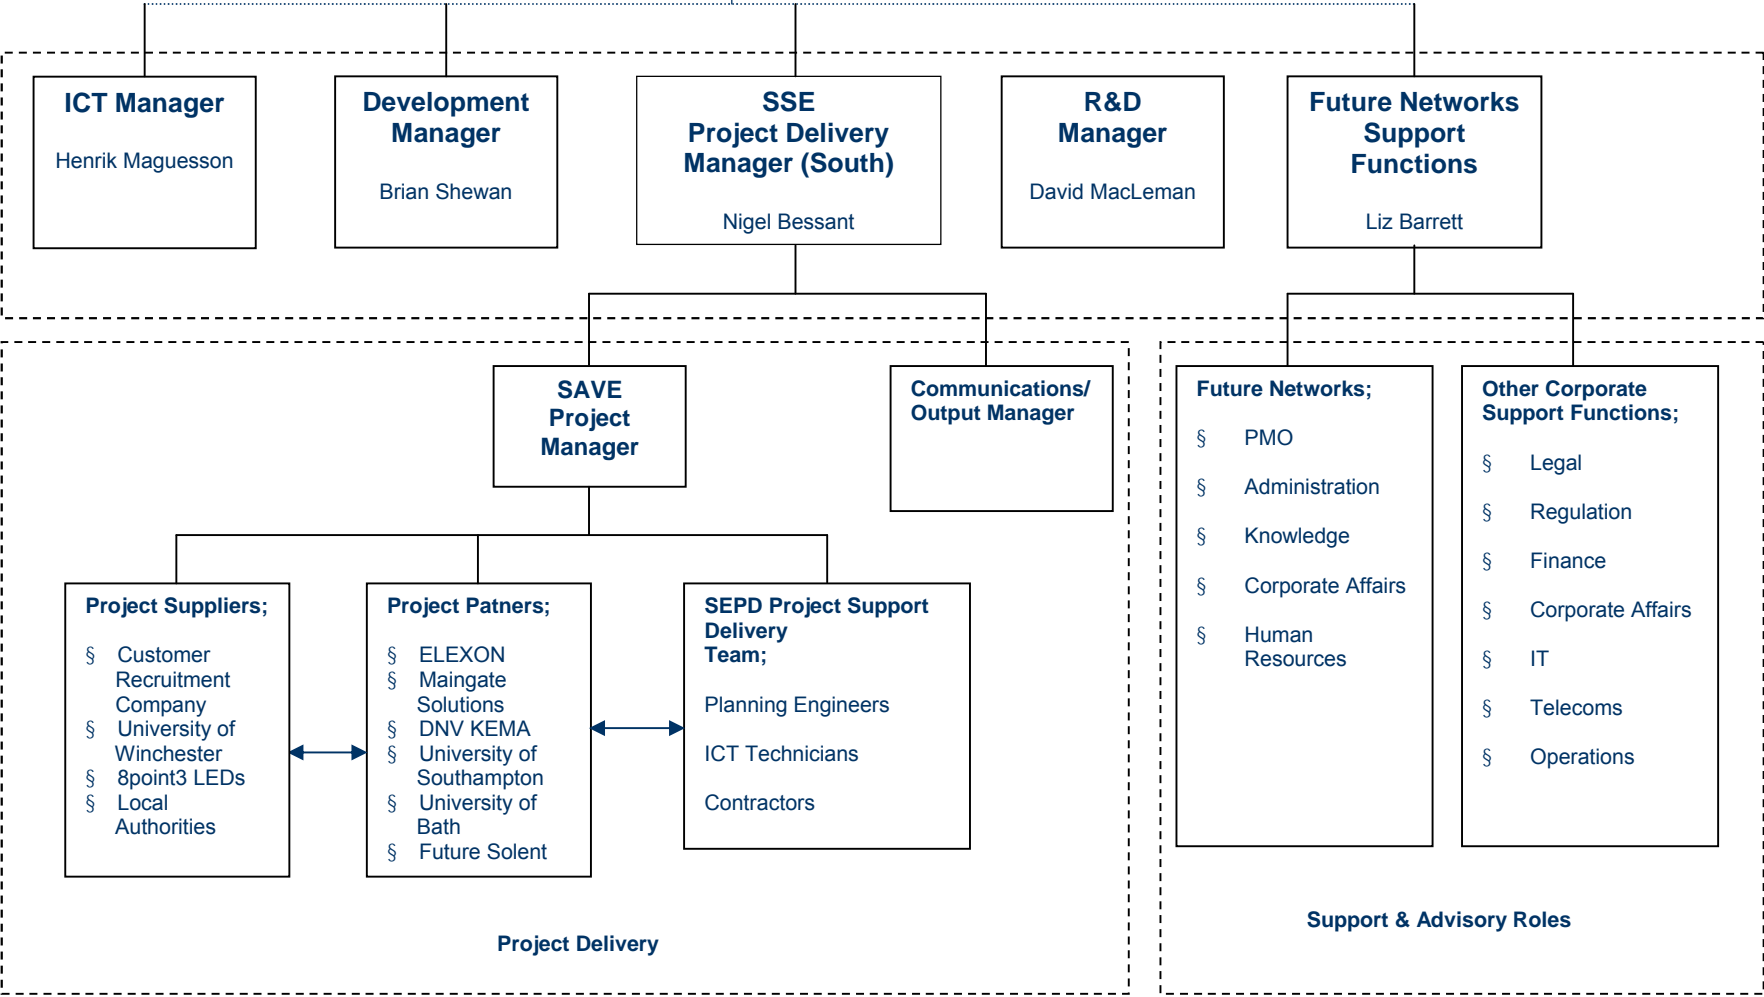 ICT Manager
Henrik Maguesson
Development
Manager
Brian Shewan
SSE
Project Delivery
Manager (South)
Nigel Bessant
R&D
Manager
David MacLeman
Future Networks
Support
Functions
Liz Barrett
SAVE
Project
Manager
Communications/
Output Manager
Project Suppliers;
§ Customer
Recruitment
Company
§ University of
Winchester
§ 8point3 LEDs
§ Local
Authorities
Project Patners;
§ ELEXON
§ Maingate
Solutions
§ DNV KEMA
§ University of
Southampton
§ University of
Bath
§ Future Solent
SEPD Project Support
Delivery
Team;
Planning Engineers
ICT Technicians
Contractors
Project Delivery
Future Networks;
§ PMO
§ Administration
§ Knowledge
§ Corporate Affairs
§ Human
Resources
Other Corporate
Support Functions;
§ Legal
§ Regulation
§ Finance
§ Corporate Affairs
§ IT
§ Telecoms
§ Operations
Support & Advisory Roles